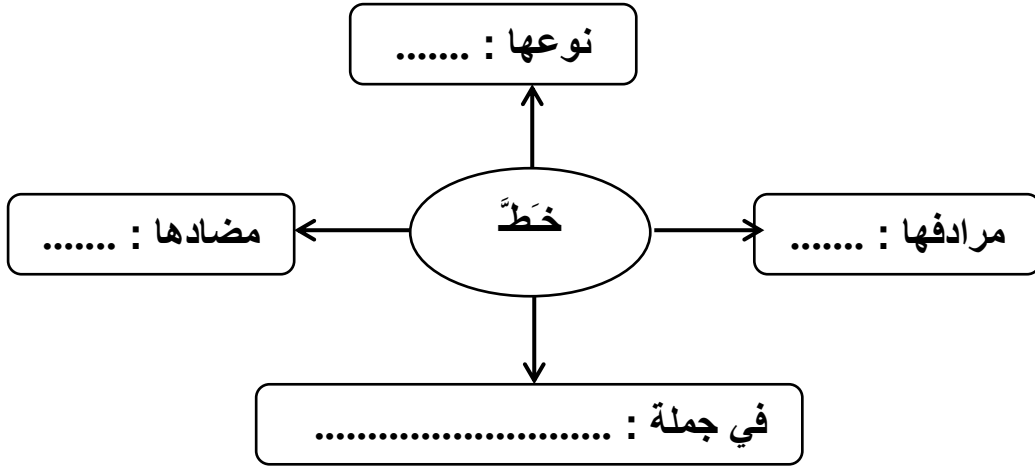 نوعها : .......
خَطَّ
مرادفها : .......
مضادها : .......
في جملة : ............................